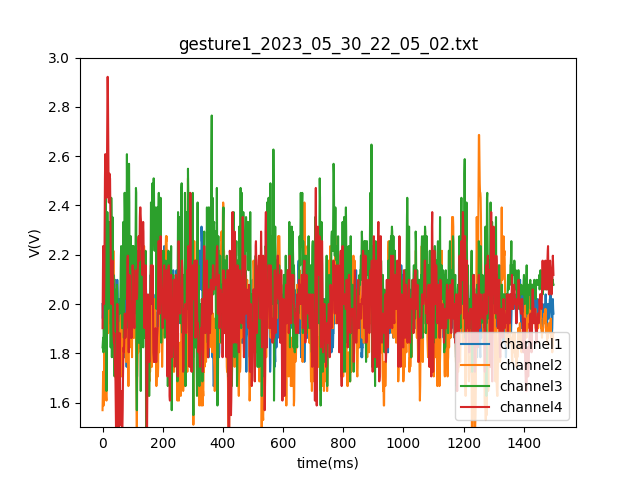 gesture1_2023_05_30_22_05_02.txt
3.0
2.8
2.6
2.4
2.2
2.0
1.8
1.6
V(V)
0 200 400 600 800 1000 1200 1400
time(ms)
channel1
channel2
channel3
channel4